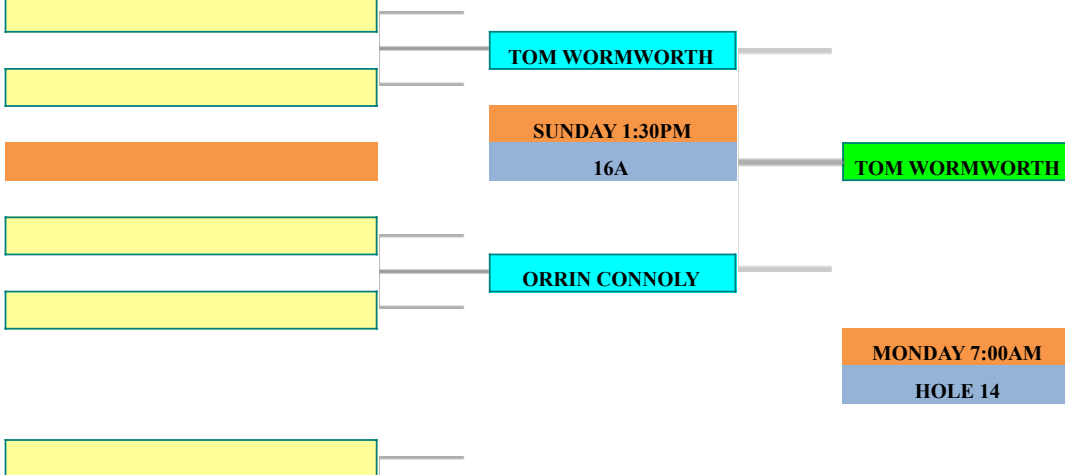 TOM WORMWORTH
SUNDAY 1:30PM
16A
TOM WORMWORTH
ORRIN CONNOLY
MONDAY 7:00AM
HOLE 14